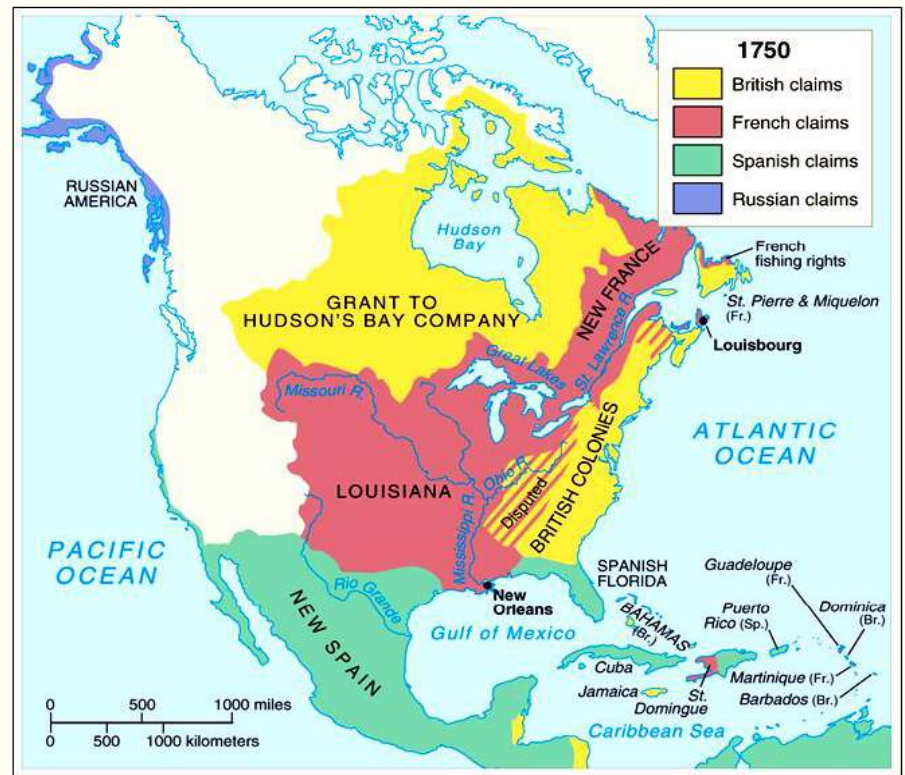 1750
British claims
French claims
Spanish claims
Russian claims
RUSSIAN
AMERICA
Hudson
Bay
French
fishing rights
GRANT TO
HUDSON'S BAY COMPANY
NEW FRANCE
St. Lawrence R.
St. Pierre & Miquelon
(Fr.)
Louisbourg
Great Lakes
Missouri R.
ATLANTIC
OCEAN
LOUISIANA
Ohio R.
Disputed
BRITISH COLONIES
Mississippi R.
PACIFIC
OCEAN
NEW SPAIN
Rio Grande
New
Orleans
Gulf of Mexico
SPANISH
FLORIDA
BAHAMAS
(Br.)
Guadeloupe
(Fr.)
Puerto
Rico (Sp.)
Dominica
(Br.)
Cuba
Jamaica
St.
Domingue
Martinique (Fr.)
Barbados (Br.)
Caribbean Sea
0 500 1000 miles
0 500 1000 kilometers